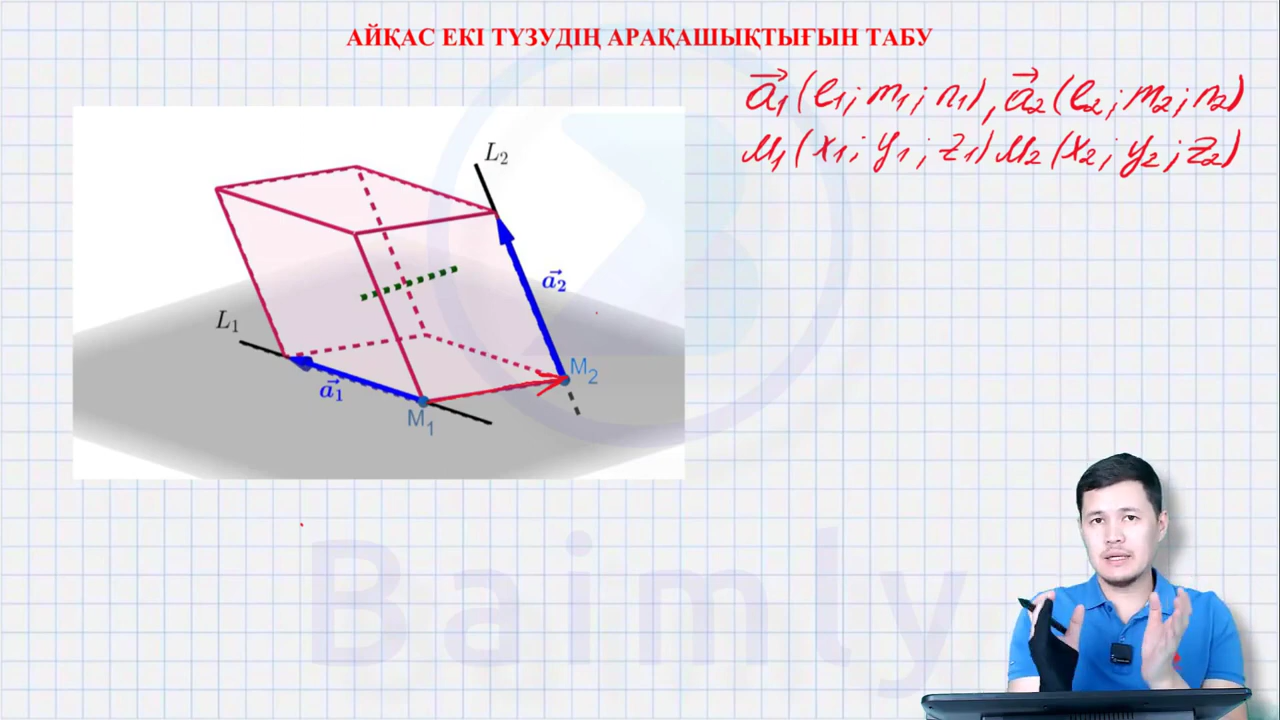 АЙҚАС ЕКІ ТҮЗУДІҢ АРАҚАШЫҚТЫҒЫН ТАБУ
a⃗1 (l1; m1; n1), a⃗2 (l2; m2; n2)
M1 (x1; y1; z1) M2 (x2; y2; z2)
L2
a⃗2
L1
M2
a⃗1
M1
Baimly